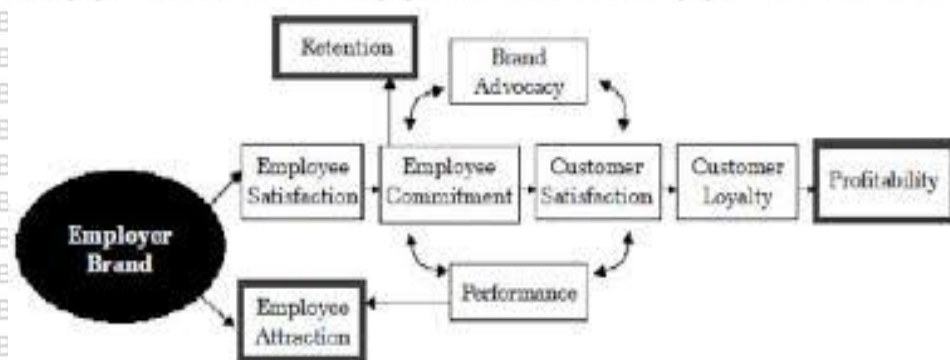 Retention
Brand
Advocacy
Employee
Satisfaction
Employee
Commitment
Customer
Satisfaction
Customer
Loyalty
Profitability
Employer
Brand
Performance
Employee
Attraction